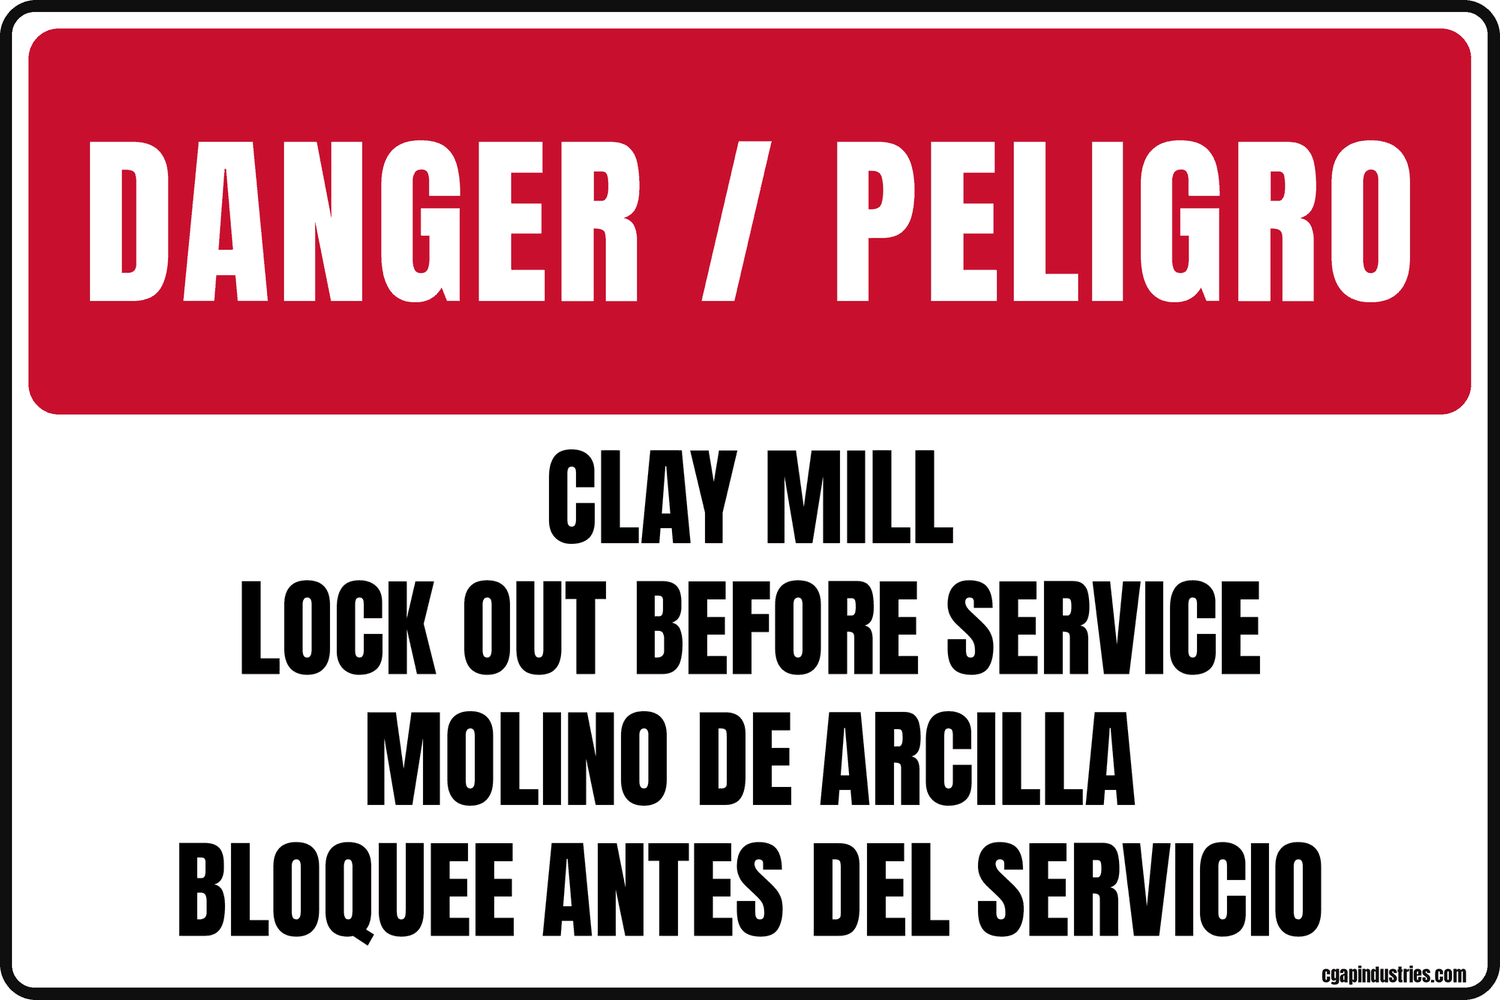 DANGER / PELIGRO
CLAY MILL
LOCK OUT BEFORE SERVICE
MOLINO DE ARCILLA
BLOQUEE ANTES DEL SERVICIO
cgapindustries.com